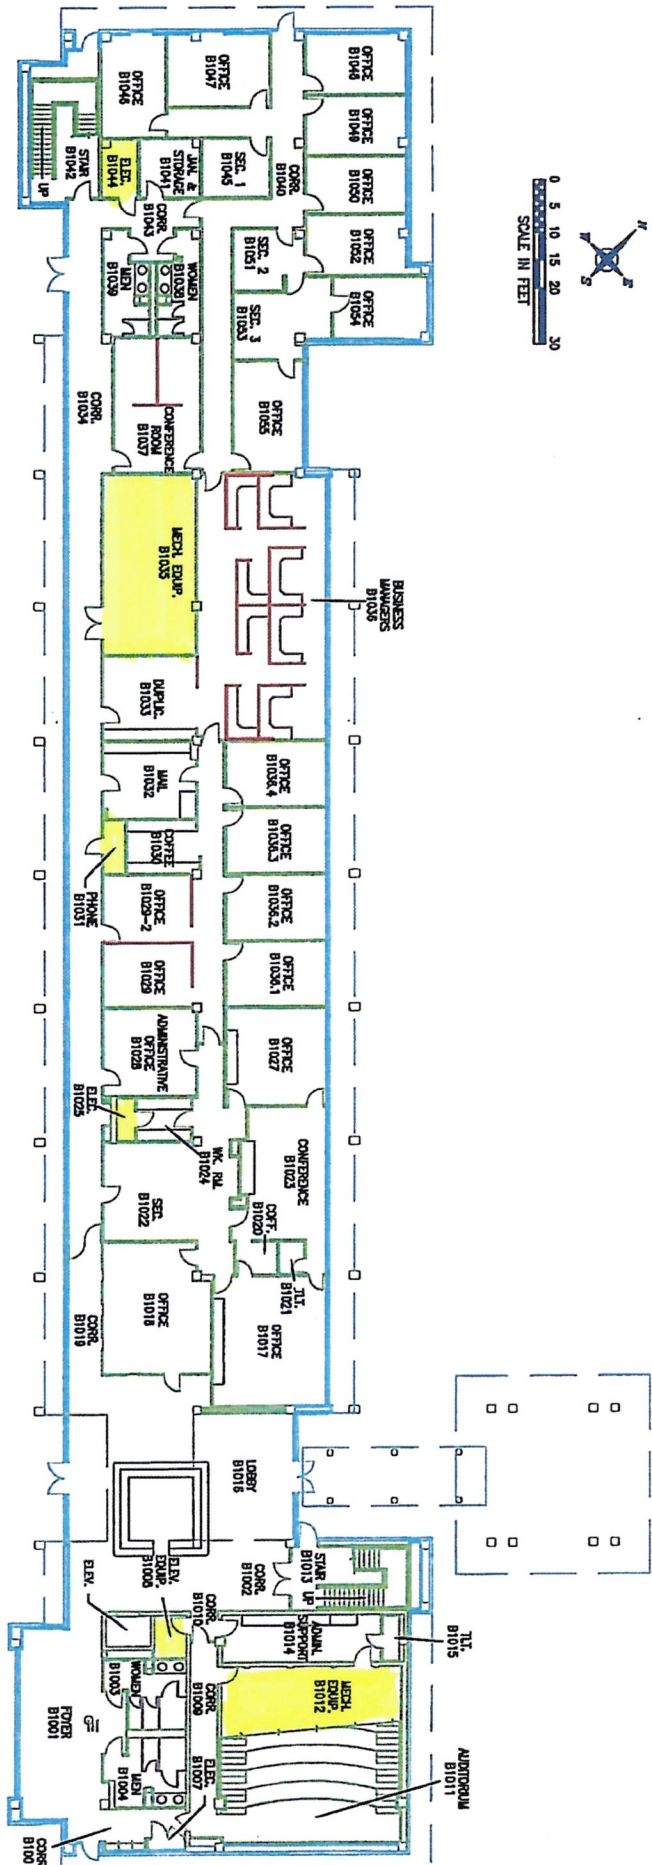 0 5 10 15 20 30
SCALE IN FEET
N
E
S
OFFICE
B1048
OFFICE
B1049
OFFICE
B1050
OFFICE
B1052
OFFICE
B1054
OFFICE
B1047
OFFICE
B1046
CORR.
B1040
SEC. 1
B1045
SEC. 2
B1051
SEC. 3
B1053
OFFICE
B1055
JAN. &
STORAGE
B1041
ELEC.
B1044
STAIR
B1042
UP
CORR.
B1043
WOMEN
B1038
MEN
B1039
CONFERENCE
ROOM
B1037
CORR.
B1034
MECH. EQUIP.
B1035
BUSINESS
MANAGERS
B1036
DUPLIC.
B1033
MAIL
B1032
COFFEE
B1030
PHONE
B1031
OFFICE
B1036.4
OFFICE
B1036.3
OFFICE
B1036.2
OFFICE
B1036.1
OFFICE
B1029-2
OFFICE
B1029
OFFICE
B1027
ADMINISTRATIVE
OFFICE
B1028
ELEC.
B1025
WK. RM.
B1024
CONFERENCE
B1023
SEC.
B1022
COFF.
B1020
TLT.
B1021
OFFICE
B1018
OFFICE
B1017
CORR.
B1019
LOBBY
B1016
STAIR
B1013
UP
CORR.
B1002
ELEV.
EQUIP.
B1008
ELEV.
CORR.
B1010
ADMIN.
SUPPORT
B1014
TLT.
B1015
MECH.
EQUIP.
B1012
CORR.
B1009
WOMEN
B1003
FOYER
B1001
MEN
B1004
ELEC.
B1007
AUDITORIUM
B1011
CORR
B100